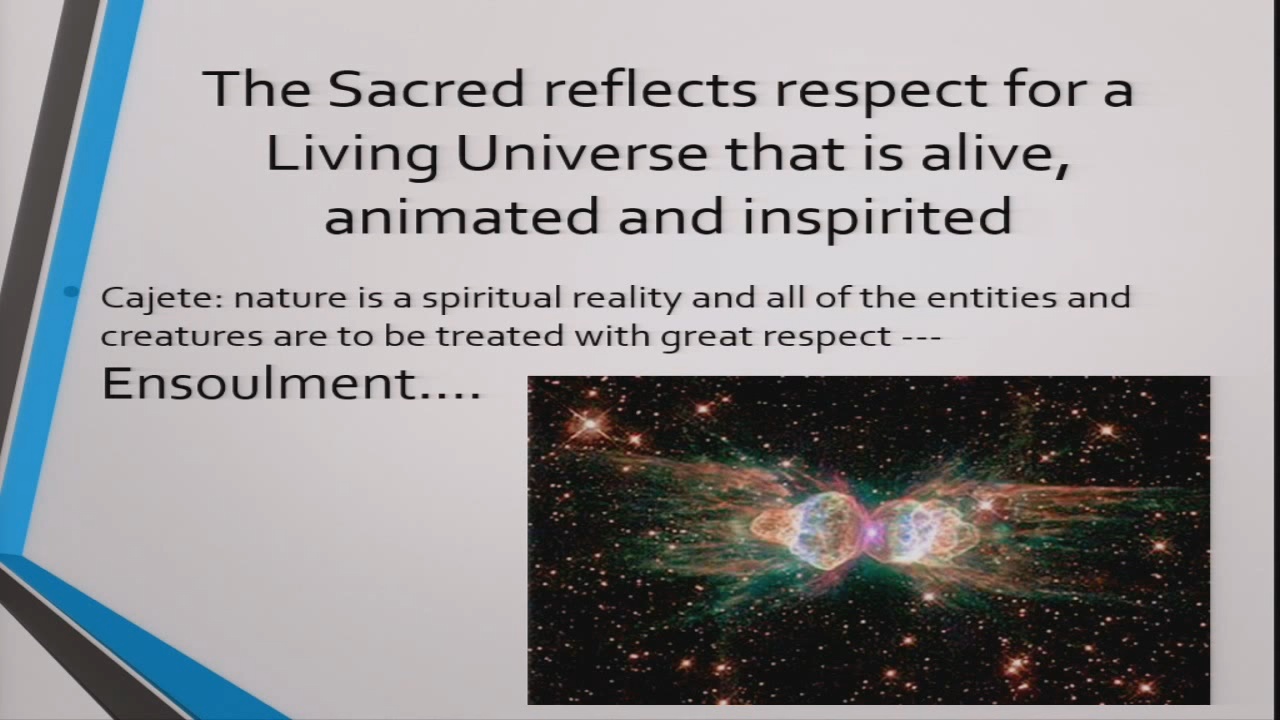 The Sacred reflects respect for a
Living Universe that is alive,
animated and inspirited
Cajete: nature is a spiritual reality and all of the entities and
creatures are to be treated with great respect ---
Ensoulment....